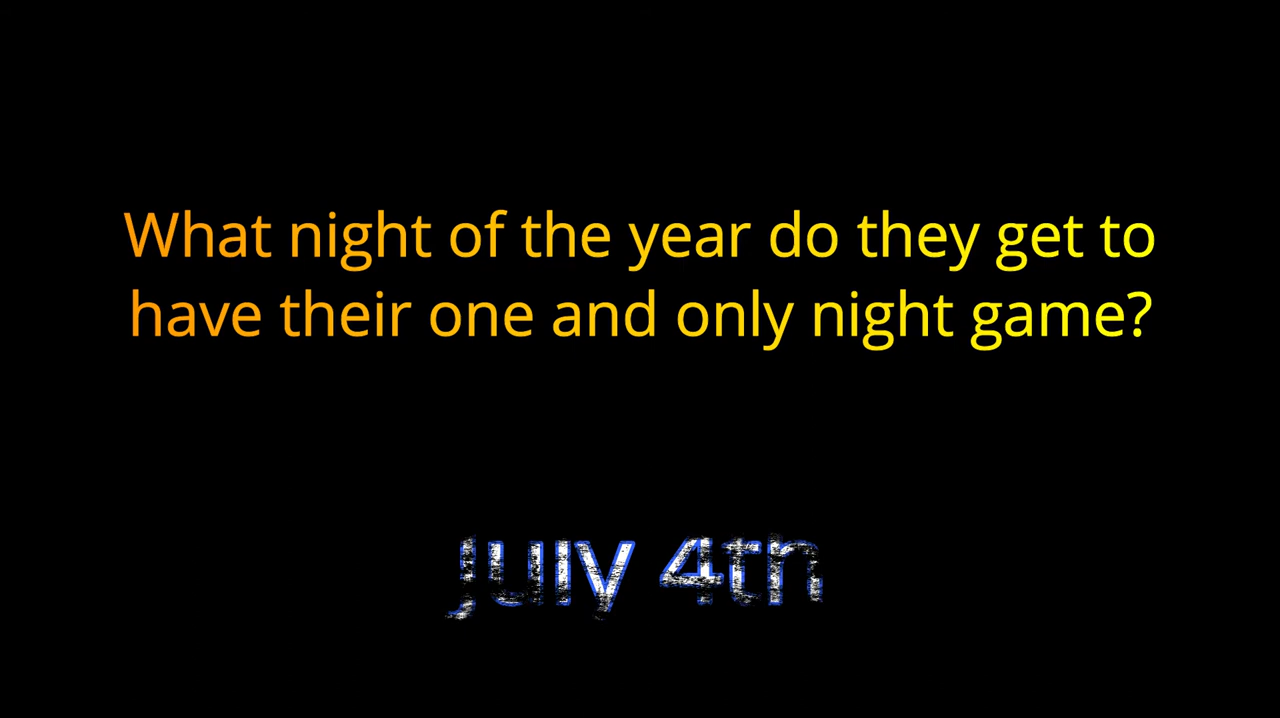 What night of the year do they get to
have their one and only night game?
July 4th